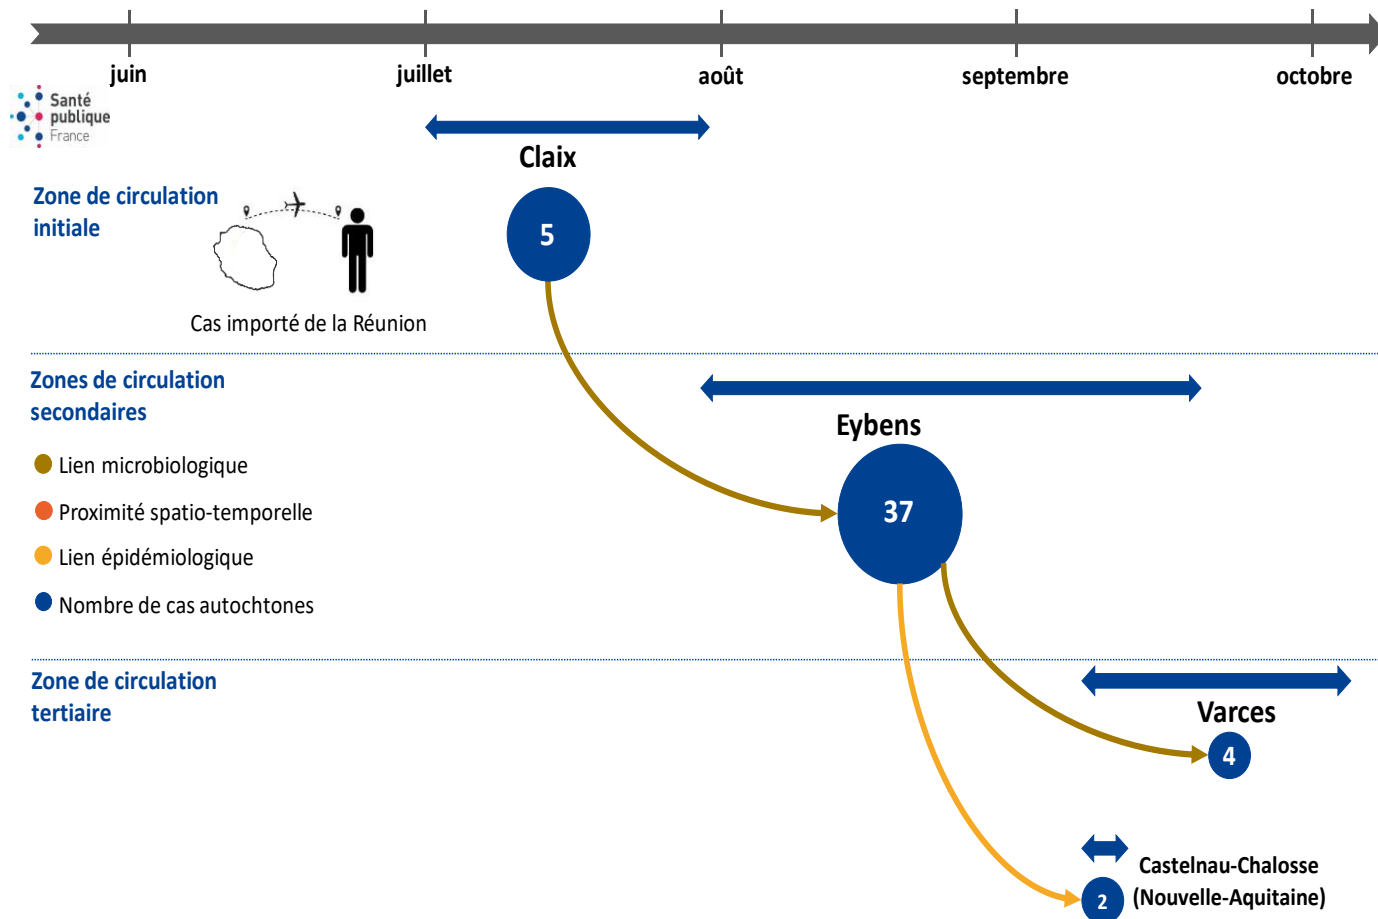 juin
juillet
août
septembre
octobre
Santé
publique
France
Claix
Zone de circulation
initiale
5
Cas importé de la Réunion
Zones de circulation
secondaires
Eybens
Lien microbiologique
Proximité spatio-temporelle
37
Lien épidémiologique
Nombre de cas autochtones
Zone de circulation
tertiaire
Varces
4
Castelnau-Chalosse
(Nouvelle-Aquitaine)
2